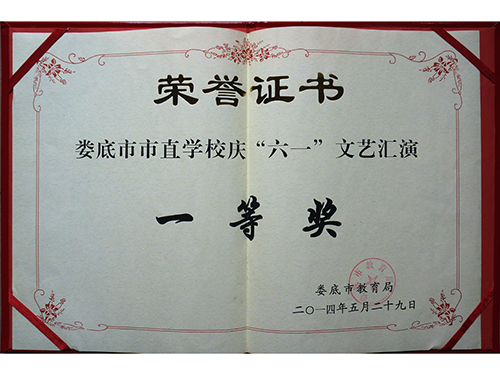 荣誉证书
娄底市市直学校庆“六一”文艺汇演
一等奖
娄底市教育局
二〇一四年五月二十九日